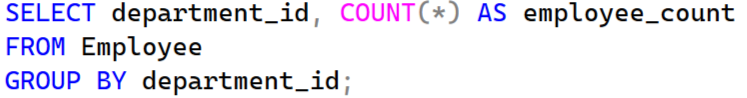 SELECT department_id, COUNT(*) AS employee_count
FROM Employee
GROUP BY department_id;